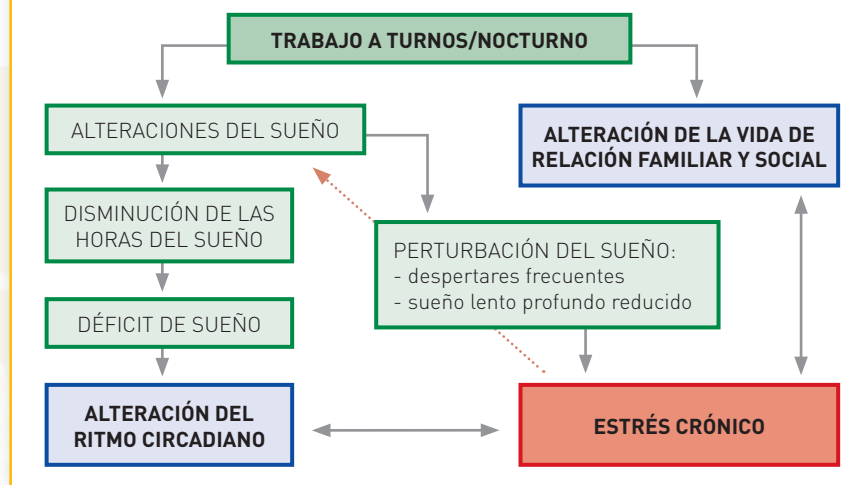 TRABAJO A TURNOS/NOCTURNO
ALTERACIONES DEL SUEÑO
ALTERACIÓN DE LA VIDA DE
RELACIÓN FAMILIAR Y SOCIAL
DISMINUCIÓN DE LAS
HORAS DEL SUEÑO
PERTURBACIÓN DEL SUEÑO:
- despertares frecuentes
- sueño lento profundo reducido
DÉFICIT DE SUEÑO
ALTERACIÓN DEL
RITMO CIRCADIANO
ESTRÉS CRÓNICO